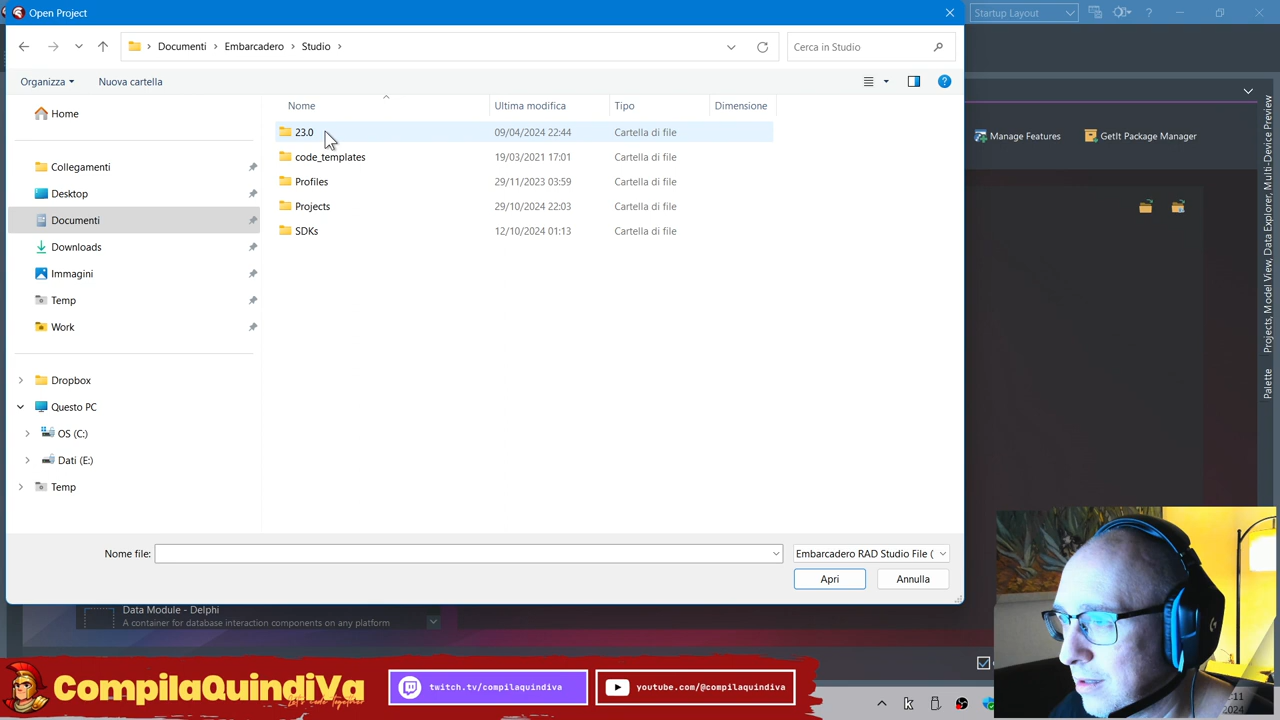 Open Project
Startup Layout
Documenti
Embarcadero
Studio
Cerca in Studio
Organizza
Nuova cartella
Nome
Ultima modifica
Tipo
Dimensione
Home
Collegamenti
Desktop
Documenti
Downloads
Immagini
Temp
Work
Dropbox
Questo PC
OS (C:)
Dati (E:)
Temp
23.0 09/04/2024 22:44 Cartella di file
code_templates 19/03/2021 17:01 Cartella di file
Profiles 29/11/2023 03:59 Cartella di file
Projects 29/10/2024 22:03 Cartella di file
SDKs 12/10/2024 01:13 Cartella di file
Manage Features
GetIt Package Manager
Projects, Model View, Data Explorer, Multi-Device Preview
Palette
Nome file:
Embarcadero RAD Studio File (
Apri
Annulla
Data Module - Delphi
A container for database interaction components on any platform
CompilaQuindiVa
Let's Code Together
twitch.tv/compilaquindiva
youtube.com/@compilaquindiva